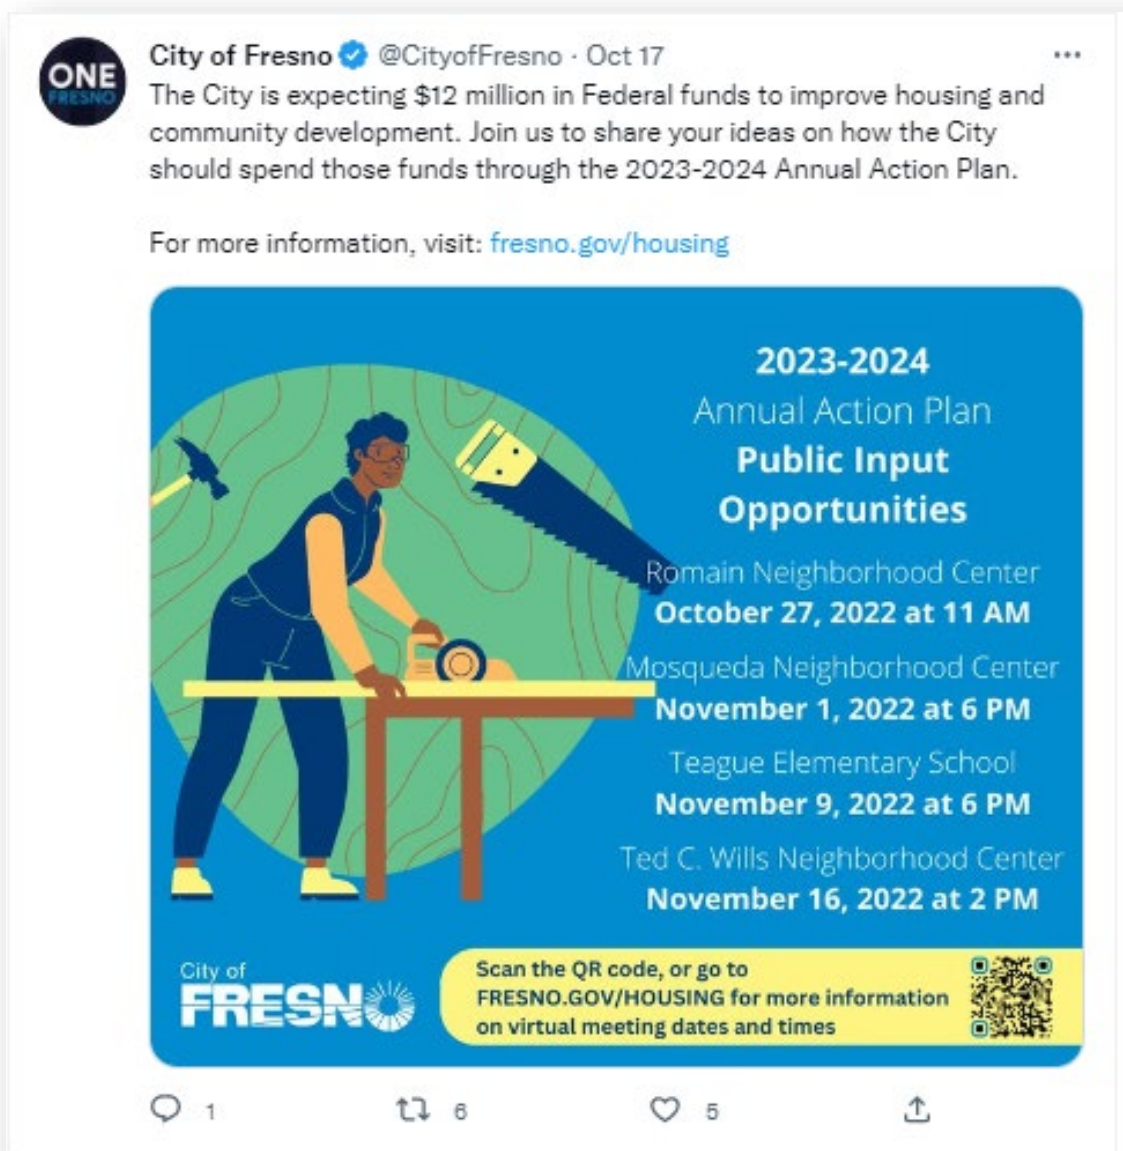 ONE
FRESNO
City of Fresno @CityofFresno · Oct 17
The City is expecting $12 million in Federal funds to improve housing and
community development. Join us to share your ideas on how the City
should spend those funds through the 2023-2024 Annual Action Plan.
For more information, visit: fresno.gov/housing
2023-2024
Annual Action Plan
Public Input
Opportunities
Romain Neighborhood Center
October 27, 2022 at 11 AM
Mosqueda Neighborhood Center
November 1, 2022 at 6 PM
Teague Elementary School
November 9, 2022 at 6 PM
Ted C. Wills Neighborhood Center
November 16, 2022 at 2 PM
City of
FRESNO
Scan the QR code, or go to
FRESNO.GOV/HOUSING for more information
on virtual meeting dates and times
1 6 5